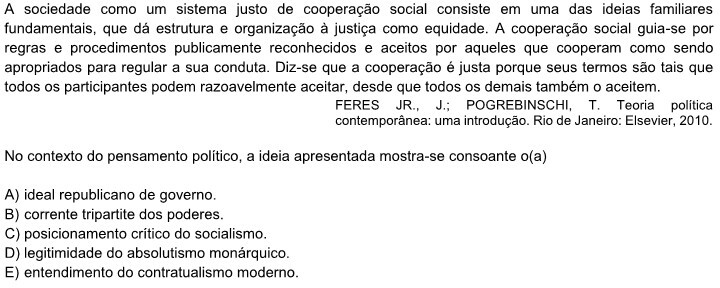 A sociedade como um sistema justo de cooperação social consiste em uma das ideias familiares
fundamentais, que dá estrutura e organização à justiça como equidade. A cooperação social guia-se por
regras e procedimentos publicamente reconhecidos e aceitos por aqueles que cooperam como sendo
apropriados para regular a sua conduta. Diz-se que a cooperação é justa porque seus termos são tais que
todos os participantes podem razoavelmente aceitar, desde que todos os demais também o aceitem.
FERES JR., J.; POGREBINSCHI, T. Teoria política
contemporânea: uma introdução. Rio de Janeiro: Elsevier, 2010.
No contexto do pensamento político, a ideia apresentada mostra-se consoante o(a)
A) ideal republicano de governo.
B) corrente tripartite dos poderes.
C) posicionamento crítico do socialismo.
D) legitimidade do absolutismo monárquico.
E) entendimento do contratualismo moderno.